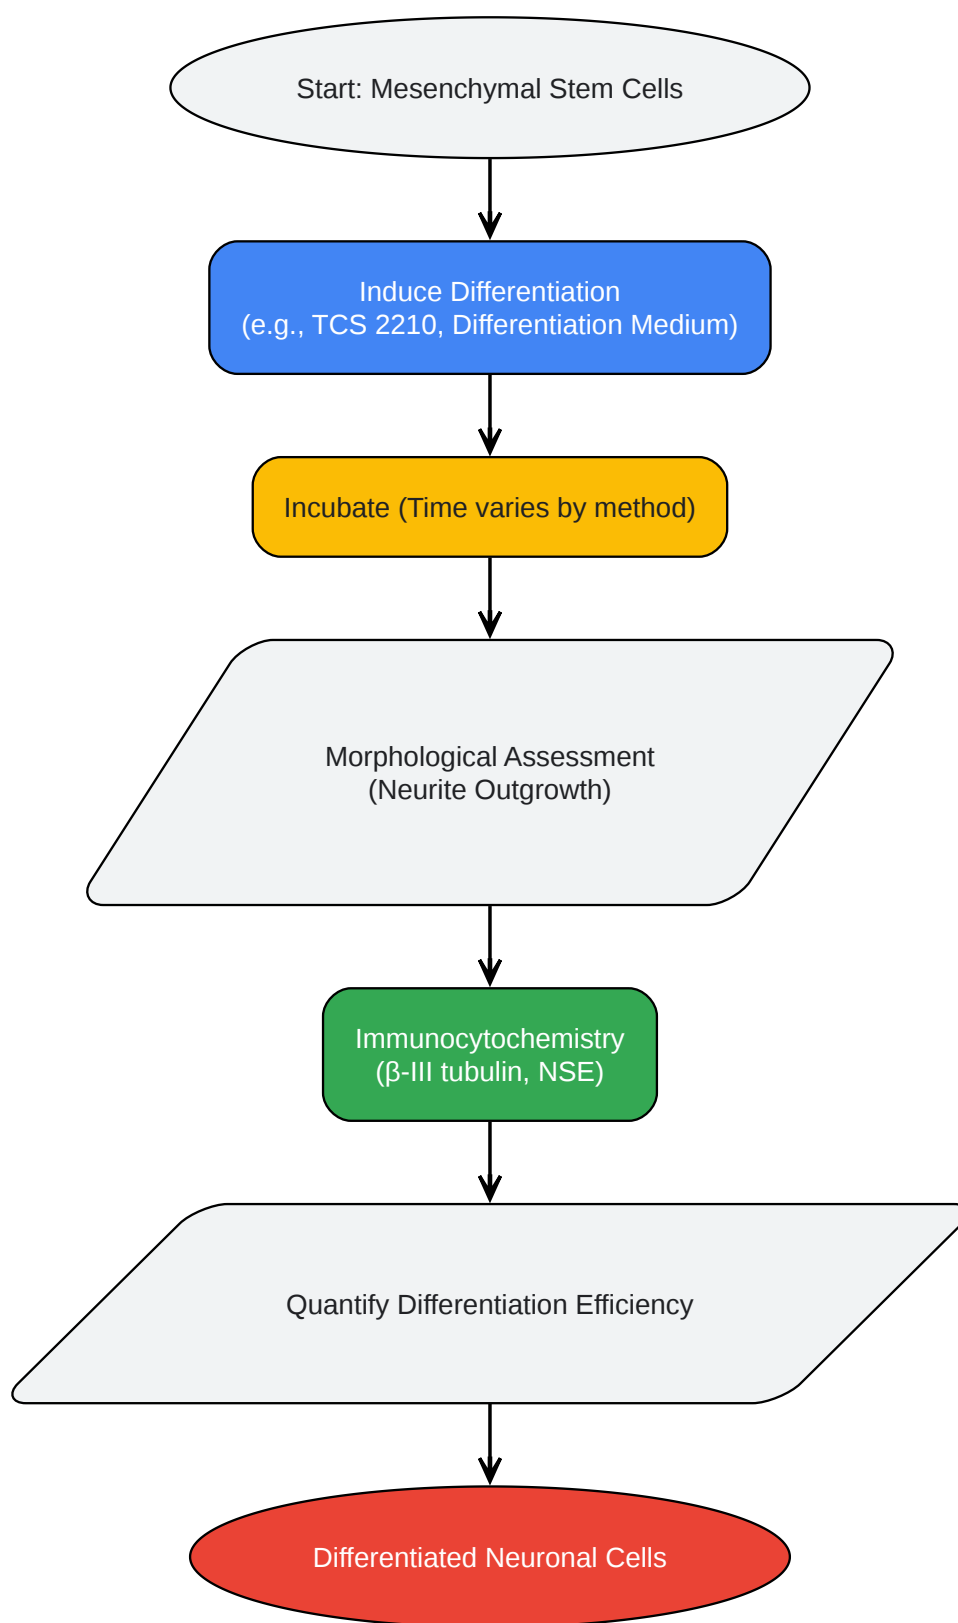 Start: Mesenchymal Stem Cells
Induce Differentiation
(e.g., TCS 2210, Differentiation Medium)
Incubate (Time varies by method)
Morphological Assessment
(Neurite Outgrowth)
Immunocytochemistry
(β-III tubulin, NSE)
Quantify Differentiation Efficiency
Differentiated Neuronal Cells